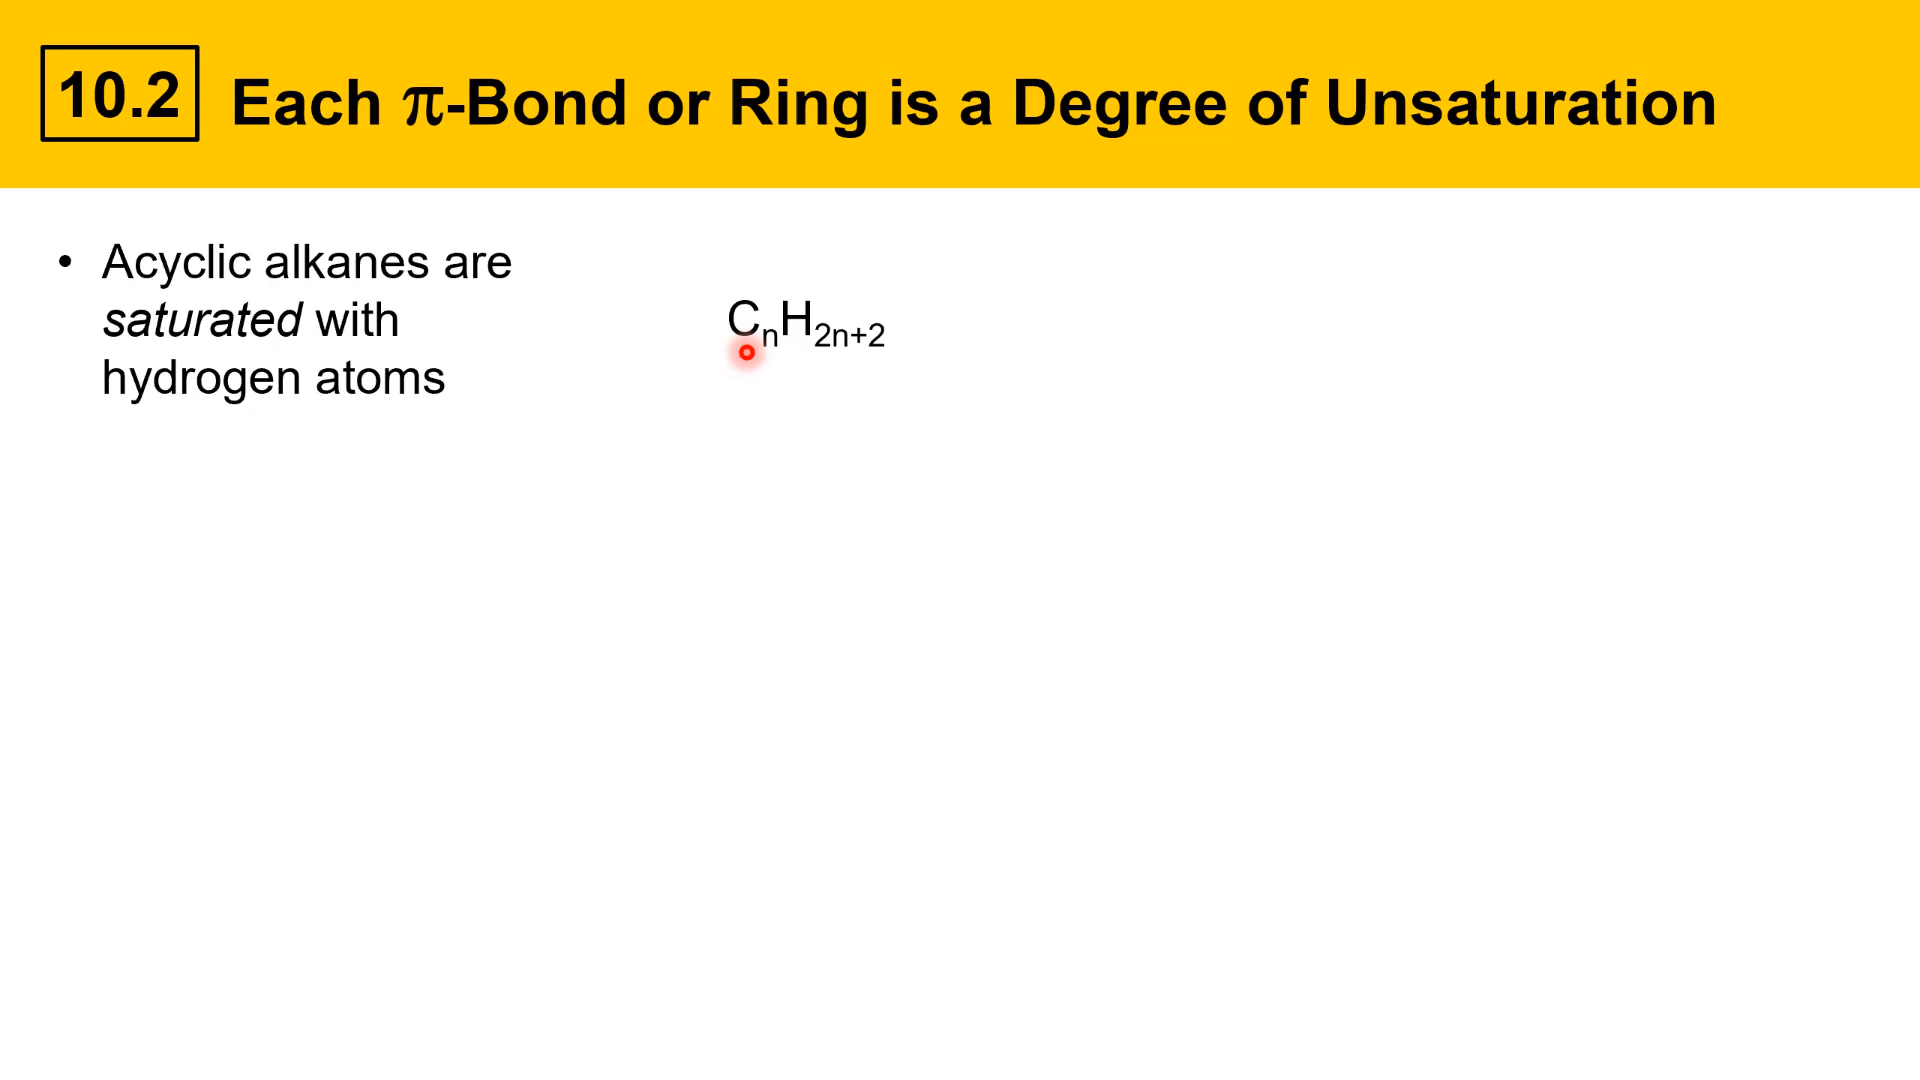 10.2 Each π-Bond or Ring is a Degree of Unsaturation
• Acyclic alkanes are
saturated with
hydrogen atoms
CₙH₂ₙ₊₂